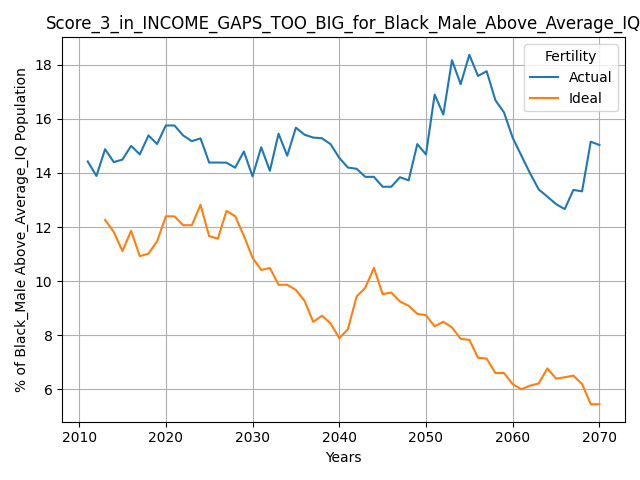 Score_3_in_INCOME_GAPS_TOO_BIG_for_Black_Male_Above_Average_IQ
Fertility
Actual
Ideal
% of Black_Male Above_Average_IQ Population
18
16
14
12
10
8
6
2010 2020 2030 2040 2050 2060 2070
Years